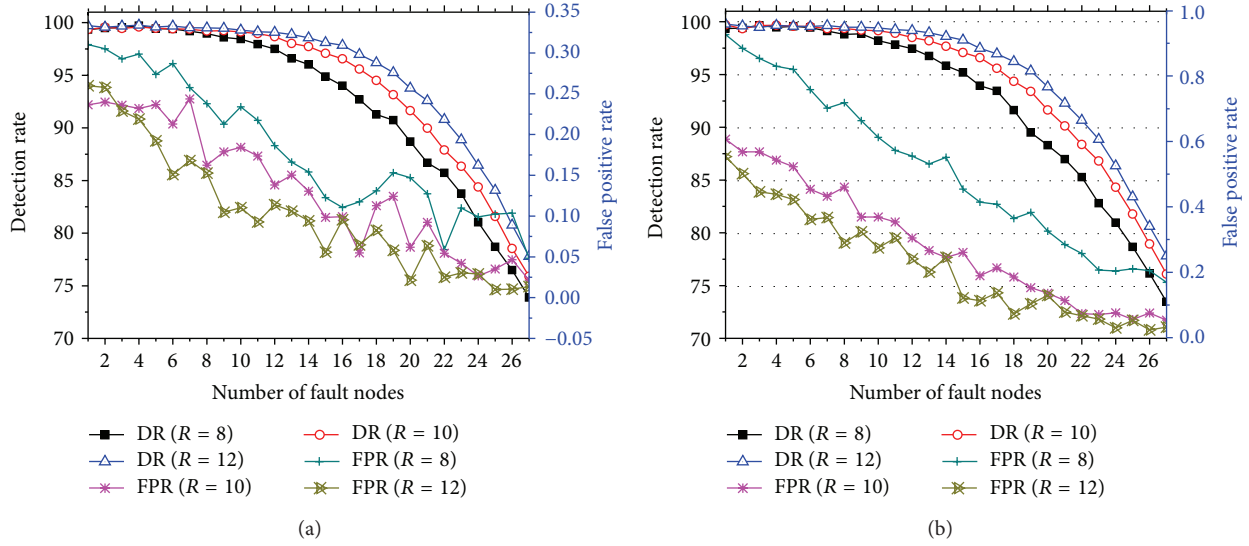 100
95
90
85
80
75
70
Detection rate
0.35
0.30
0.25
0.20
0.15
0.10
0.05
0.00
−0.05
False positive rate
2 4 6 8 10 12 14 16 18 20 22 24 26
Number of fault nodes
DR (R = 8) DR (R = 10)
DR (R = 12) FPR (R = 8)
FPR (R = 10) FPR (R = 12)
(a)
100
95
90
85
80
75
70
Detection rate
1.0
0.8
0.6
0.4
0.2
0.0
False positive rate
2 4 6 8 10 12 14 16 18 20 22 24 26
Number of fault nodes
DR (R = 8) DR (R = 10)
DR (R = 12) FPR (R = 8)
FPR (R = 10) FPR (R = 12)
(b)